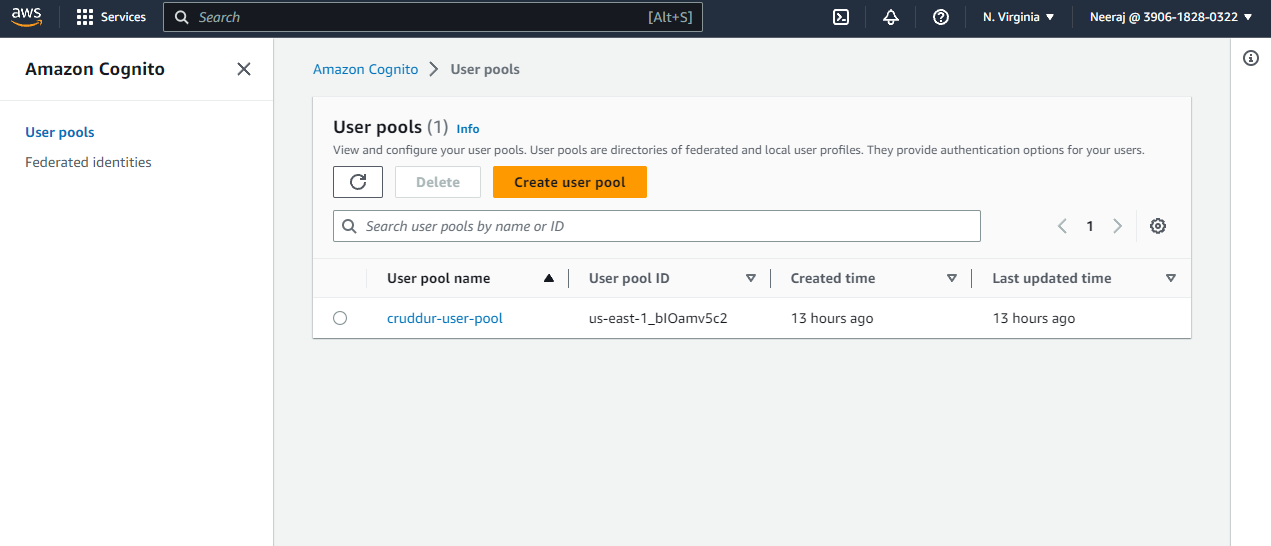 aws Services Search [Alt+S] N. Virginia Neeraj @ 3906-1828-0322
Amazon Cognito
User pools
Federated identities
Amazon Cognito User pools
User pools (1) Info
View and configure your user pools. User pools are directories of federated and local user profiles. They provide authentication options for your users.
Delete Create user pool
Search user pools by name or ID 1
User pool name User pool ID Created time Last updated time
cruddur-user-pool us-east-1_bIOamv5c2 13 hours ago 13 hours ago